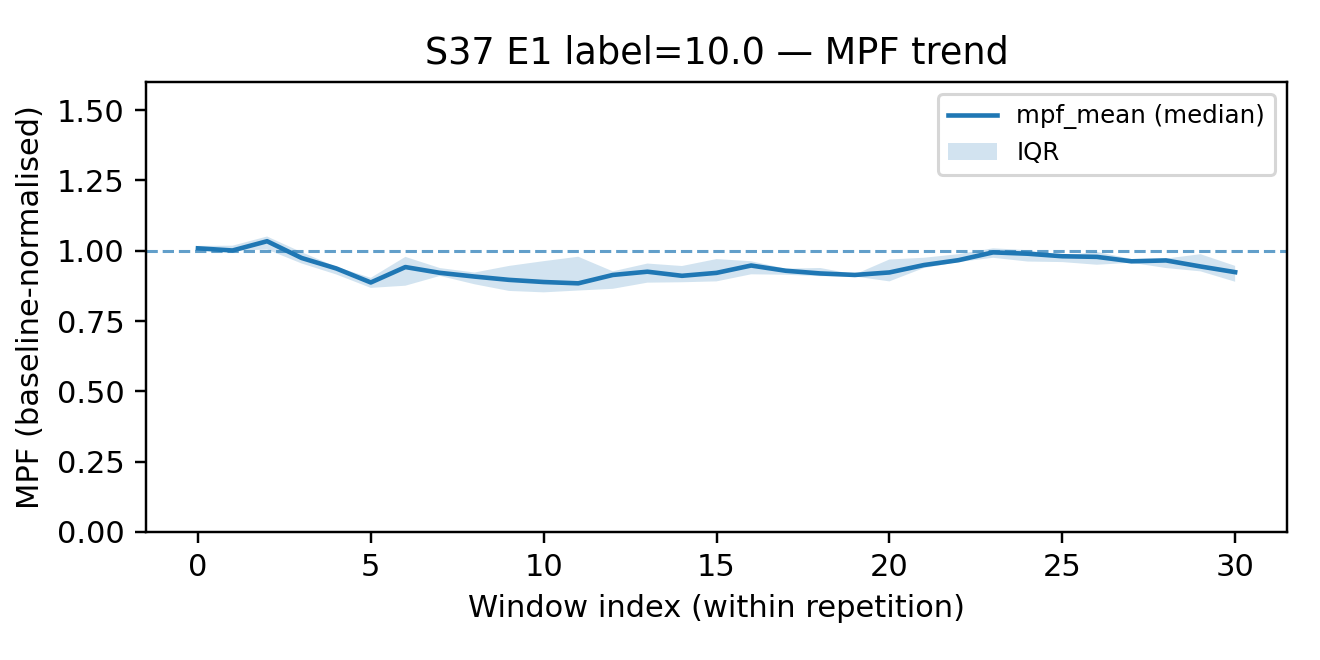 S37 E1 label=10.0 — MPF trend
MPF (baseline-normalised)
1.50
1.25
1.00
0.75
0.50
0.25
0.00
mpf_mean (median)
IQR
0 5 10 15 20 25 30
Window index (within repetition)